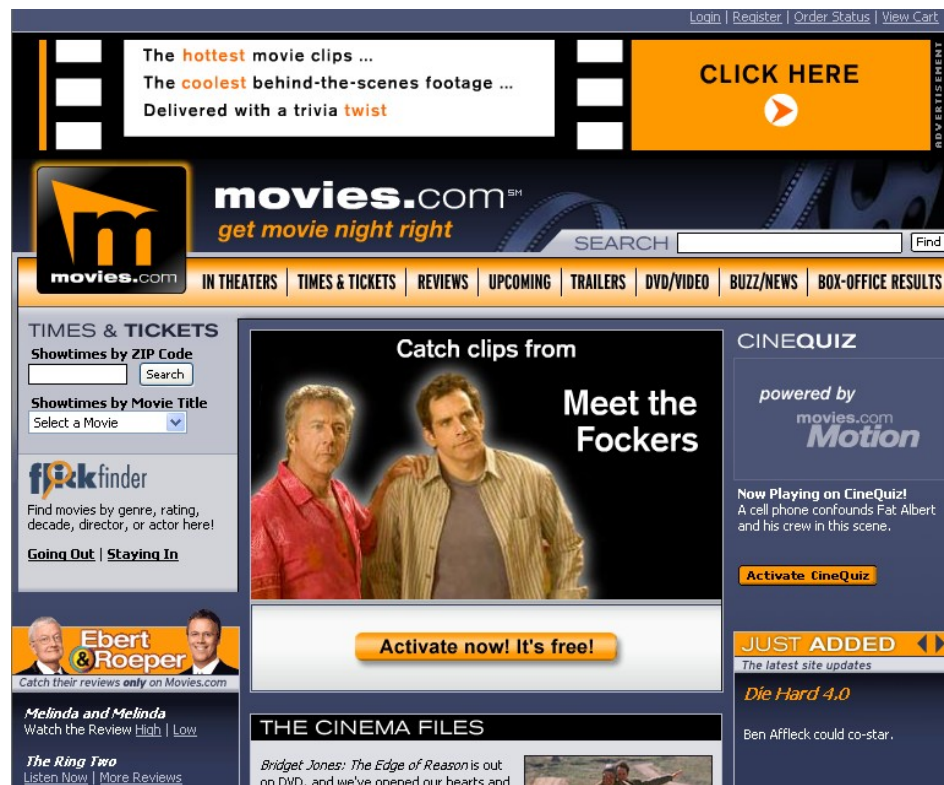 Login | Register | Order Status | View Cart
The hottest movie clips ...
The coolest behind-the-scenes footage ...
Delivered with a trivia twist
CLICK HERE
ADVERTISEMENT
movies.com
movies.com SM
get movie night right
SEARCH
Find
IN THEATERS | TIMES & TICKETS | REVIEWS | UPCOMING | TRAILERS | DVD/VIDEO | BUZZ/NEWS | BOX-OFFICE RESULTS
TIMES & TICKETS
Showtimes by ZIP Code
Search
Showtimes by Movie Title
Select a Movie
flickfinder
Find movies by genre, rating,
decade, director, or actor here!
Going Out | Staying In
Ebert
& Roeper
Catch their reviews only on Movies.com
Melinda and Melinda
Watch the Review High | Low
The Ring Two
Listen Now | More Reviews
Catch clips from
Meet the
Fockers
Activate now! It's free!
THE CINEMA FILES
Bridget Jones: The Edge of Reason is out
on DVD, and we've opened our hearts and
CINEQUIZ
powered by
movies.com
Motion
Now Playing on CineQuiz!
A cell phone confounds Fat Albert
and his crew in this scene.
Activate CineQuiz
JUST ADDED
The latest site updates
Die Hard 4.0
Ben Affleck could co-star.